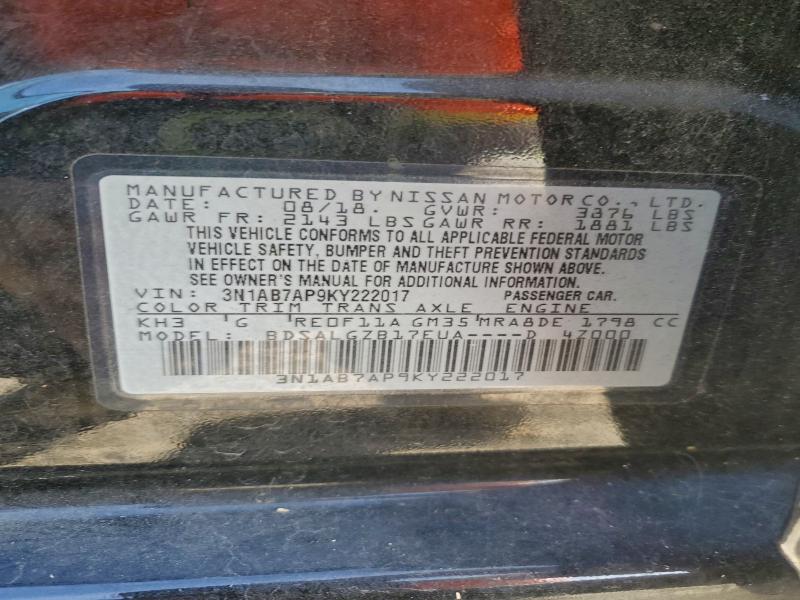 MANUFACTURED BY NISSAN MOTOR CO., LTD.
DATE: 08/18 GVWR: 3376 LBS
GAWR FR: 2143 LBS GAWR RR: 1881 LBS
THIS VEHICLE CONFORMS TO ALL APPLICABLE FEDERAL MOTOR
VEHICLE SAFETY, BUMPER AND THEFT PREVENTION STANDARDS
IN EFFECT ON THE DATE OF MANUFACTURE SHOWN ABOVE.
SEE OWNER'S MANUAL FOR ADDITIONAL INFORMATION.
VIN: 3N1AB7AP9KY222017 PASSENGER CAR.
COLOR TRIM TRANS AXLE ENGINE
KH3 G RE0F11A GM35 MRA8DE 1798 CC
MODEL: BDSALGZB17EUA----D 4Z000
3N1AB7AP9KY222017